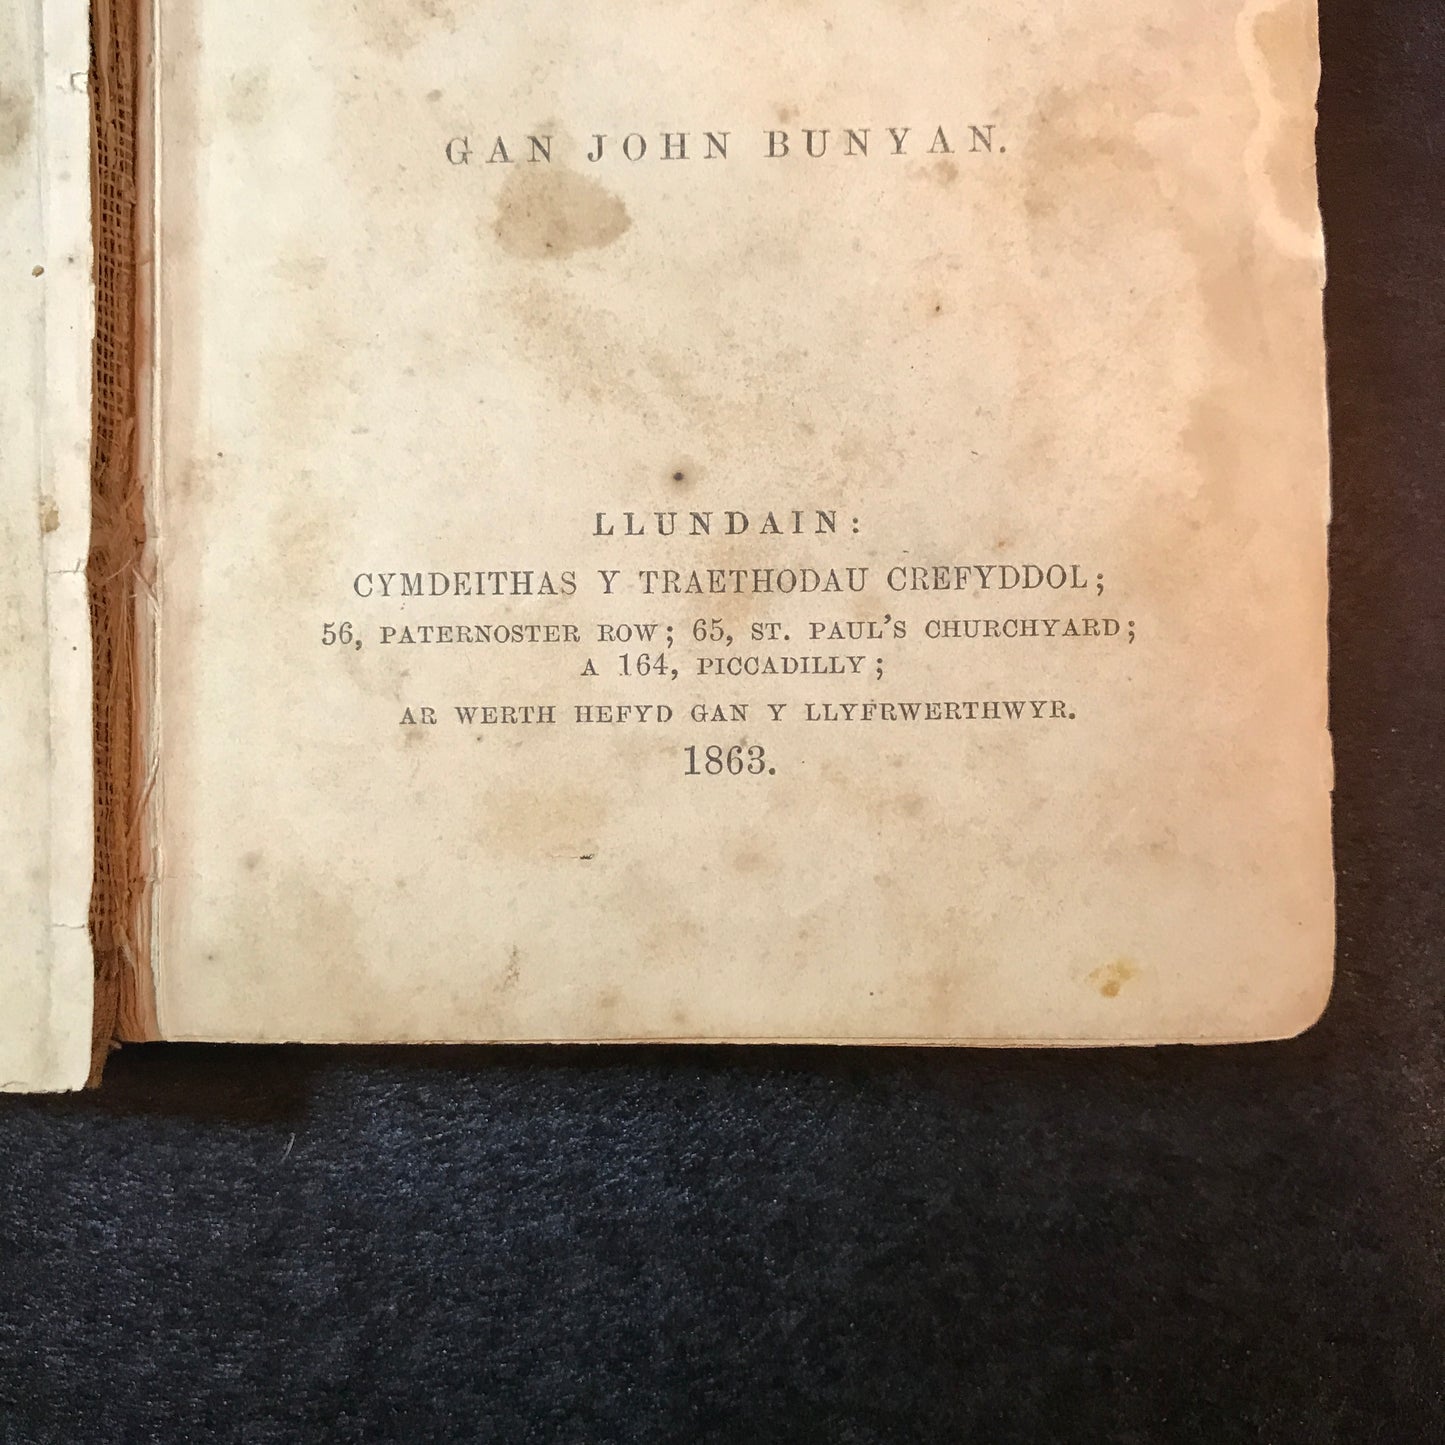 GAN JOHN BUNYAN.
LLUNDAIN:
CYMDEITHAS Y TRAETHODAU CREFYDDOL;
56, PATERNOSTER ROW; 65, ST. PAUL'S CHURCHYARD;
A 164, PICCADILLY;
AR WERTH HEFYD GAN Y LLYFRWERTHWYR.
1863.